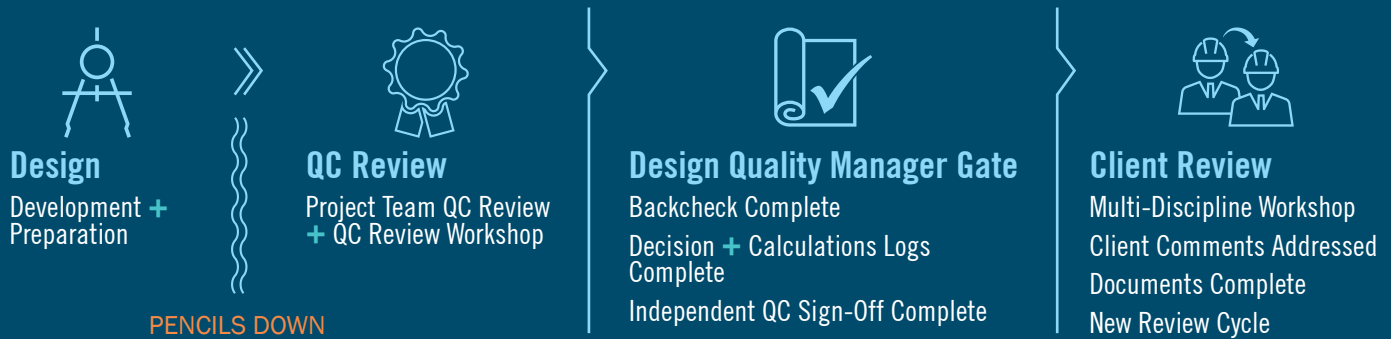 Design
Development +
Preparation
PENCILS DOWN
QC Review
Project Team QC Review
+ QC Review Workshop
Design Quality Manager Gate
Backcheck Complete
Decision + Calculations Logs
Complete
Independent QC Sign-Off Complete
Client Review
Multi-Discipline Workshop
Client Comments Addressed
Documents Complete
New Review Cycle